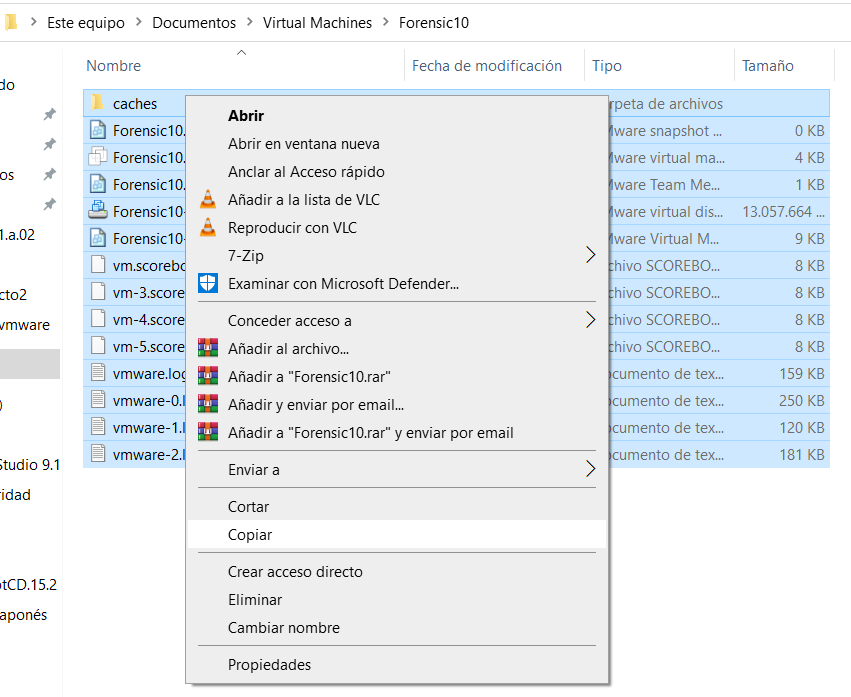 Este equipo > Documentos > Virtual Machines > Forensic10
Nombre Fecha de modificación Tipo Tamaño
do
os
1.a.02
cto2
vmware
)
Studio 9.1
ridad
otCD.15.2
aponés
caches rpeta de archivos
Forensic10. Mware snapshot ... 0 KB
Forensic10. Mware virtual ma... 4 KB
Forensic10. Mware Team Me... 1 KB
Forensic10- Mware virtual dis... 13.057.664 ...
Forensic10- Mware Virtual M... 9 KB
vm.scorebo chivo SCOREBO... 8 KB
vm-3.score chivo SCOREBO... 8 KB
vm-4.score chivo SCOREBO... 8 KB
vm-5.score chivo SCOREBO... 8 KB
vmware.log ocumento de tex... 159 KB
vmware-0.l ocumento de tex... 250 KB
vmware-1.l ocumento de tex... 120 KB
vmware-2.l ocumento de tex... 181 KB
Abrir
Abrir en ventana nueva
Anclar al Acceso rápido
Añadir a la lista de VLC
Reproducir con VLC
7-Zip
Examinar con Microsoft Defender...
Conceder acceso a
Añadir al archivo...
Añadir a "Forensic10.rar"
Añadir y enviar por email...
Añadir a "Forensic10.rar" y enviar por email
Enviar a
Cortar
Copiar
Crear acceso directo
Eliminar
Cambiar nombre
Propiedades